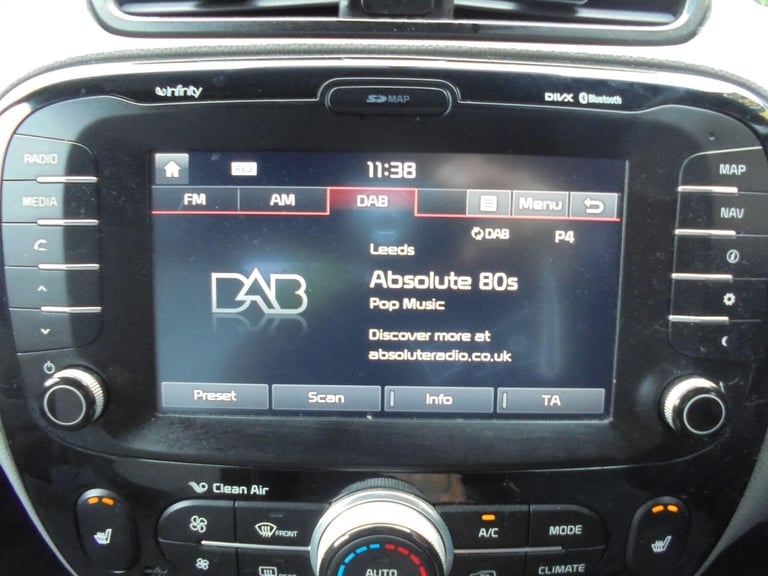 infinity
SD MAP
DIVX Bluetooth
RADIO
MEDIA
MAP
NAV
11:38
FM AM DAB Menu
DAB P4
Leeds
DAB
Absolute 80s
Pop Music
Discover more at
absoluteradio.co.uk
Preset Scan Info TA
Clean Air
FRONT
A/C
MODE
AUTO
CLIMATE